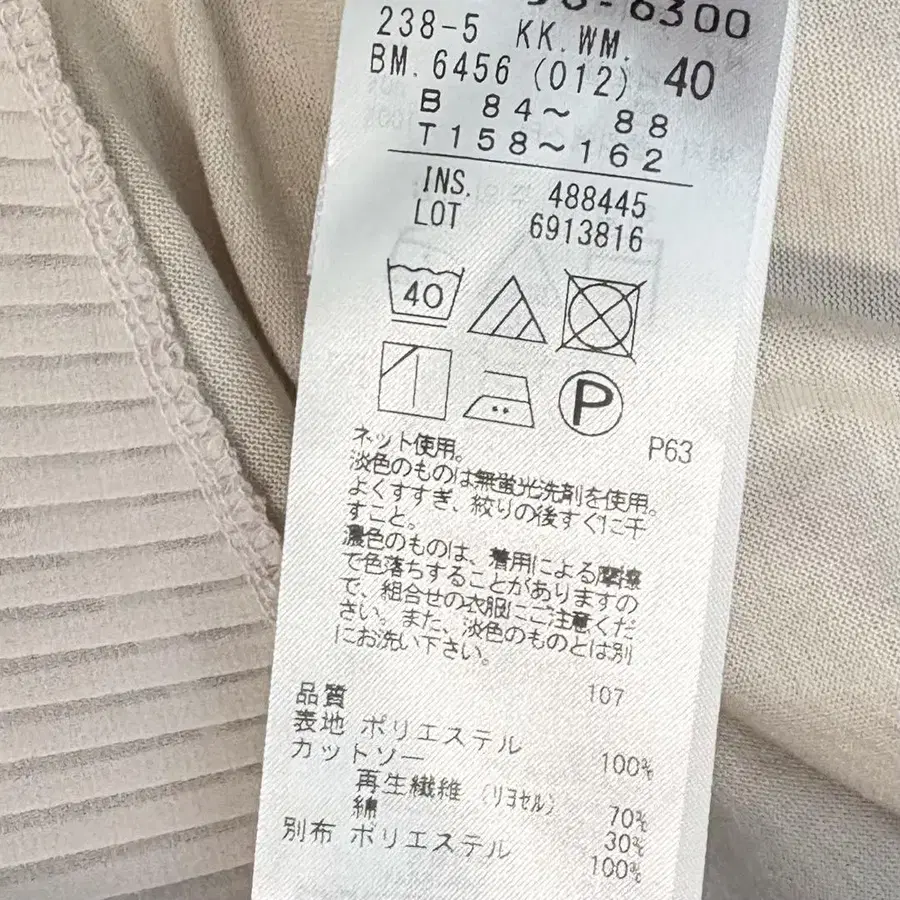 -6300
238-5 KK.WM.
BM.6456(012) 40
B 84～ 88
T158～162
INS. 488445
LOT 6913816
40
P
P63
ネット使用。
淡色のものは無蛍光洗剤を使用。
よくすすぎ、絞りの後すぐに干
すこと。
濃色のものは、着用による摩擦
で色落ちすることがありますの
で、組合せの衣服にご注意くだ
さい。また、淡色のものとは別
にお洗い下さい。
107
品質
表地 ポリエステル 100%
カットソー
再生繊維（リヨセル） 70%
綿 30%
別布 ポリエステル 100%